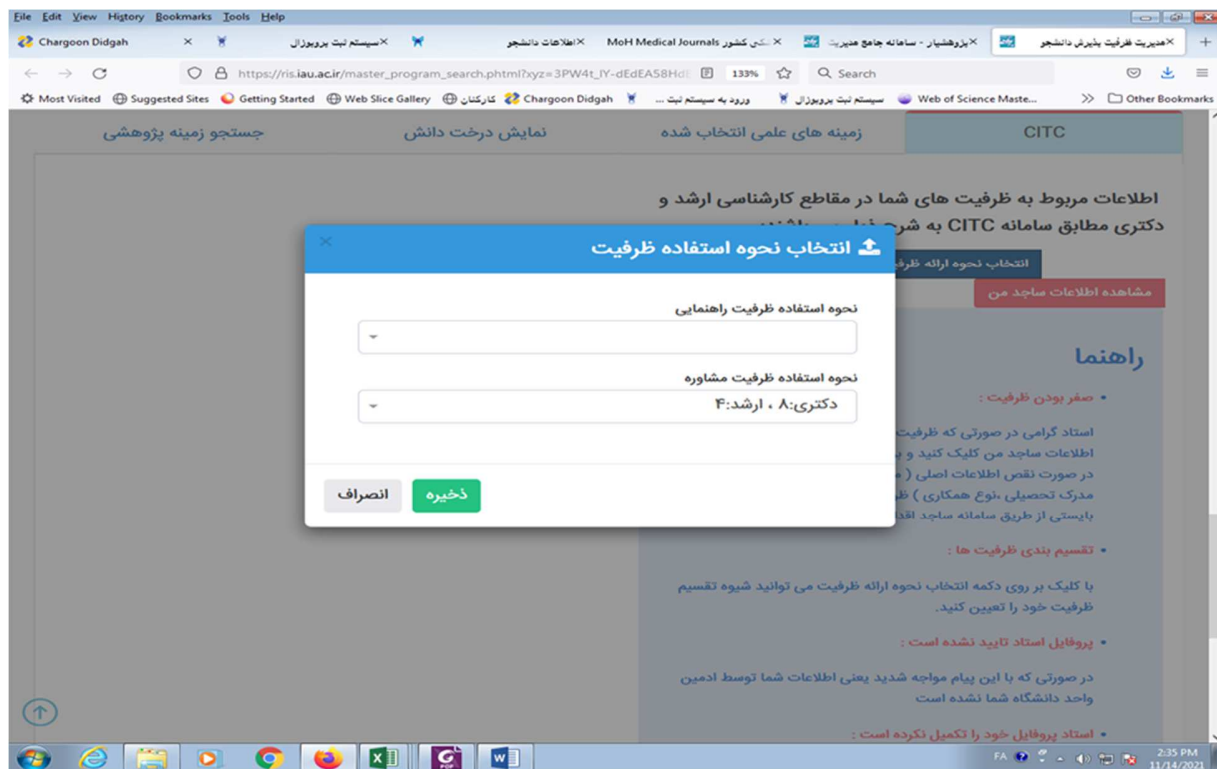 File Edit View History Bookmarks Tools Help
Chargoon Didgah
سیستم ثبت پروپوزال
اطلاعات دانشجو
MoH Medical Journals
پژوهشیار - سامانه جامع مدیریت
مدیریت ظرفیت پذیرش دانشجو
https://ris.iau.ac.ir/master_program_search.phtml?xyz=3PW4t_
133%
Search
Most Visited Suggested Sites Getting Started Web Slice Gallery کارکنان Chargoon Didgah ورود به سیستم ثبت ... سیستم ثبت پروپوزال Web of Science Maste... Other Bookmarks
CITC
زمینه های علمی انتخاب شده
نمایش درخت دانش
جستجو زمینه پژوهشی
اطلاعات مربوط به ظرفیت های شما در مقاطع کارشناسی ارشد و
دکتری مطابق سامانه CITC به شرح
انتخاب نحوه ارائه
مشاهده اطلاعات ساجد من
انتخاب نحوه استفاده ظرفیت
×
نحوه استفاده ظرفیت راهنمایی
نحوه استفاده ظرفیت مشاوره
دکتری:۸ ، ارشد:۴
ذخیره
انصراف
راهنما
صفر بودن ظرفیت :
استاد گرامی در صورتی که ظرفیت
اطلاعات ساجد من کلیک کنید و
در صورت نقص اطلاعات اصلی (
مدرک تحصیلی ،نوع همکاری )
بایستی از طریق سامانه ساجد
تقسیم بندی ظرفیت ها :
با کلیک بر روی دکمه انتخاب نحوه ارائه ظرفیت می توانید شیوه تقسیم
ظرفیت خود را تعیین کنید.
پروفایل استاد تایید نشده است :
در صورتی که با این پیام مواجه شدید یعنی اطلاعات شما توسط ادمین
واحد دانشگاه شما نشده است
استاد پروفایل خود را تکمیل نکرده است :
FA
2:35 PM
11/14/2021